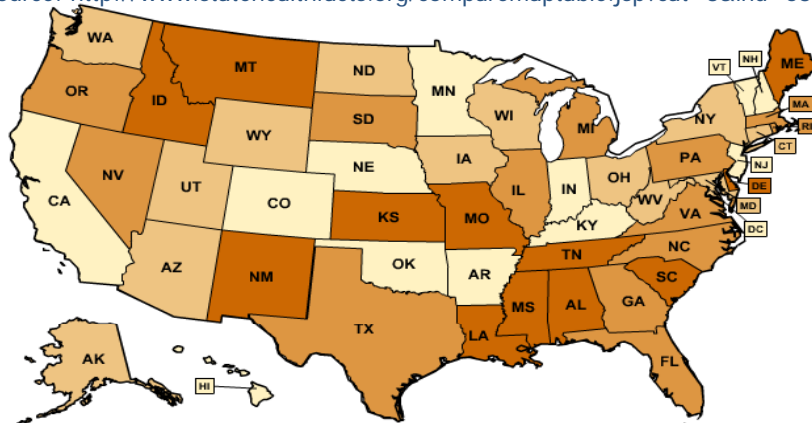 WA
MT
ND
MN
VT
NH
ME
OR
ID
SD
WI
MI
NY
MA
RI
WY
CT
NV
NE
IA
PA
NJ
UT
IL
IN
OH
DE
CA
CO
WV
MD
KS
MO
KY
VA
DC
AZ
NM
OK
AR
TN
NC
SC
MS
AL
GA
TX
LA
AK
FL
HI